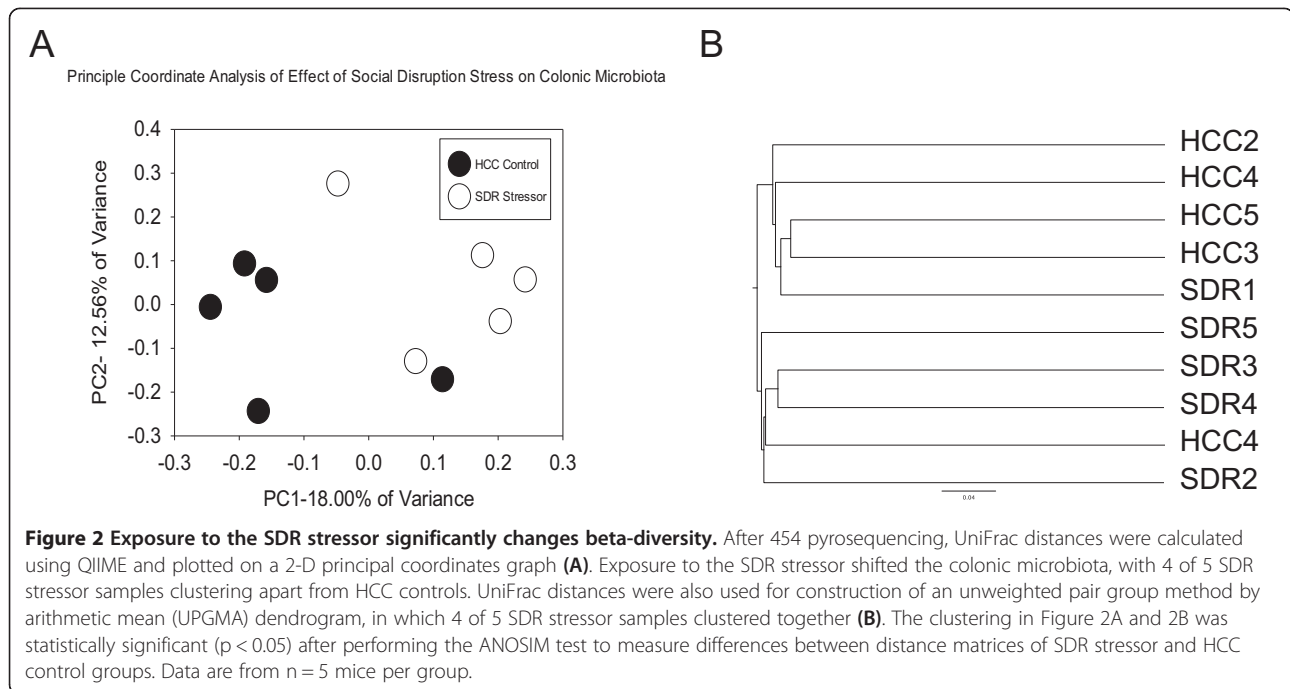 A
Principle Coordinate Analysis of Effect of Social Disruption Stress on Colonic Microbiota
HCC Control
SDR Stressor
PC2- 12.56% of Variance
0.4
0.3
0.2
0.1
0.0
-0.1
-0.2
-0.3
-0.3 -0.2 -0.1 0.0 0.1 0.2 0.3
PC1-18.00% of Variance
B
HCC2
HCC4
HCC5
HCC3
SDR1
SDR5
SDR3
SDR4
HCC4
SDR2
0.04
Figure 2 Exposure to the SDR stressor significantly changes beta-diversity. After 454 pyrosequencing, UniFrac distances were calculated
using QIIME and plotted on a 2-D principal coordinates graph (A). Exposure to the SDR stressor shifted the colonic microbiota, with 4 of 5 SDR
stressor samples clustering apart from HCC controls. UniFrac distances were also used for construction of an unweighted pair group method by
arithmetic mean (UPGMA) dendrogram, in which 4 of 5 SDR stressor samples clustered together (B). The clustering in Figure 2A and 2B was
statistically significant (p < 0.05) after performing the ANOSIM test to measure differences between distance matrices of SDR stressor and HCC
control groups. Data are from n = 5 mice per group.